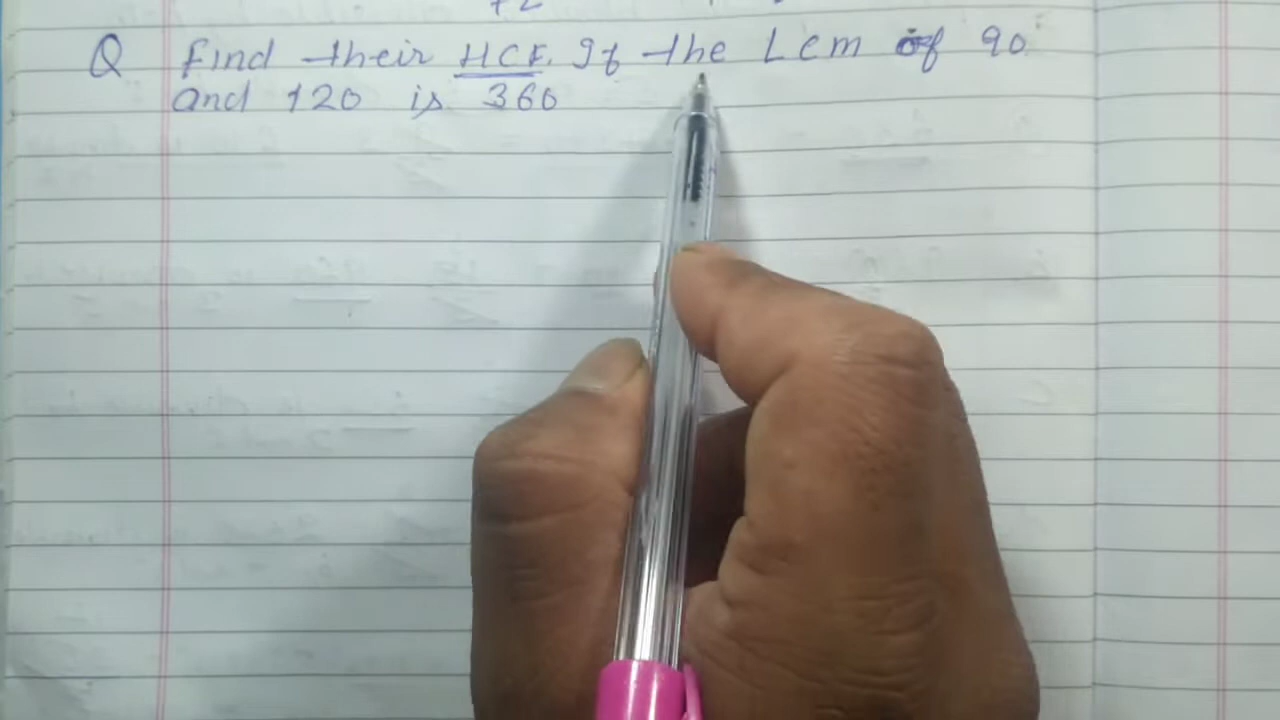 Q Find their HCF. If the LCM of 90
and 120 is 360